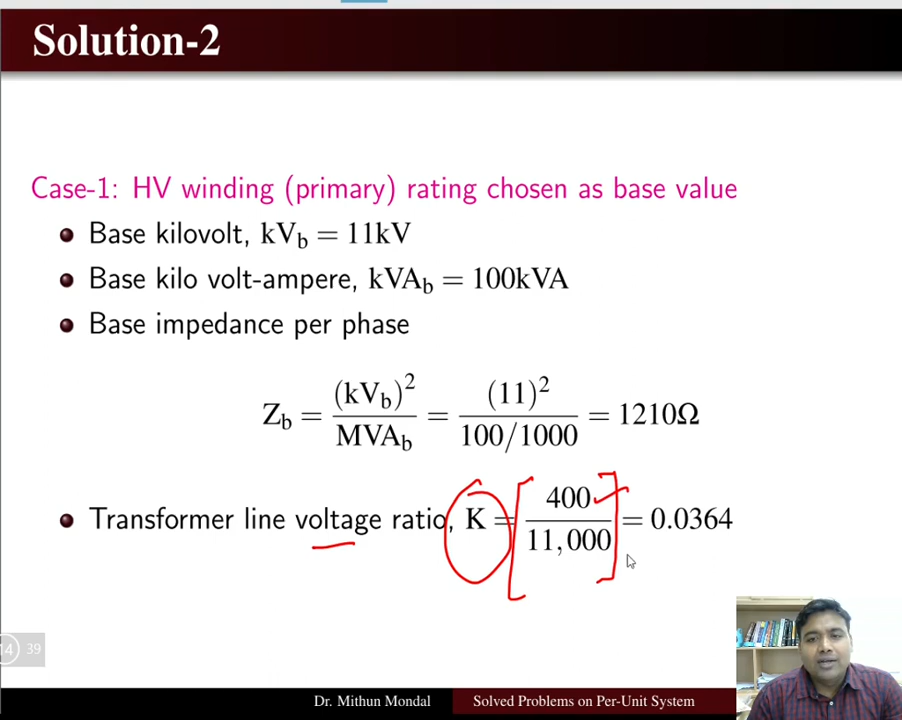 Solution-2
Case-1: HV winding (primary) rating chosen as base value
Base kilovolt, kV_b = 11kV
Base kilo volt-ampere, kVA_b = 100kVA
Base impedance per phase
Z_b = (kV_b)^2 / MVA_b = (11)^2 / 100/1000 = 1210Ω
Transformer line voltage ratio, K = [400 / 11,000] = 0.0364
14 39
Dr. Mithun Mondal Solved Problems on Per-Unit System